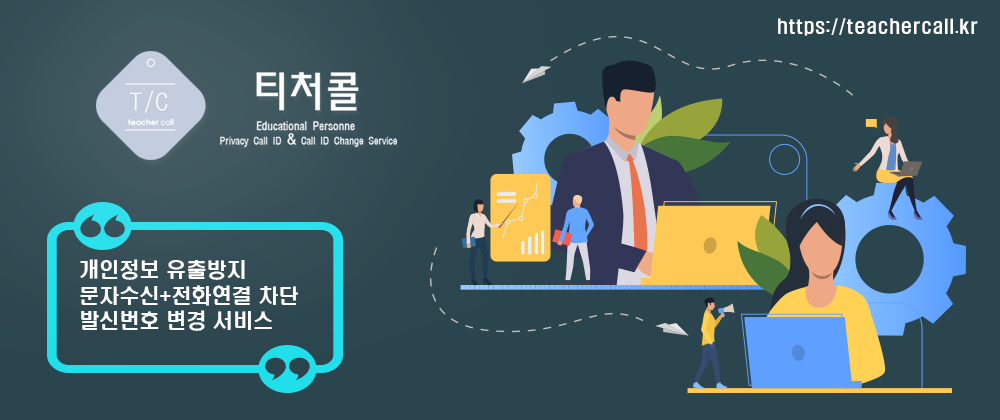 https://teachercall.kr
T/C
teacher call
티처콜
Educational Personne
Privacy Call ID & Call ID Change Service
개인정보 유출방지
문자수신+전화연결 차단
발신번호 변경 서비스